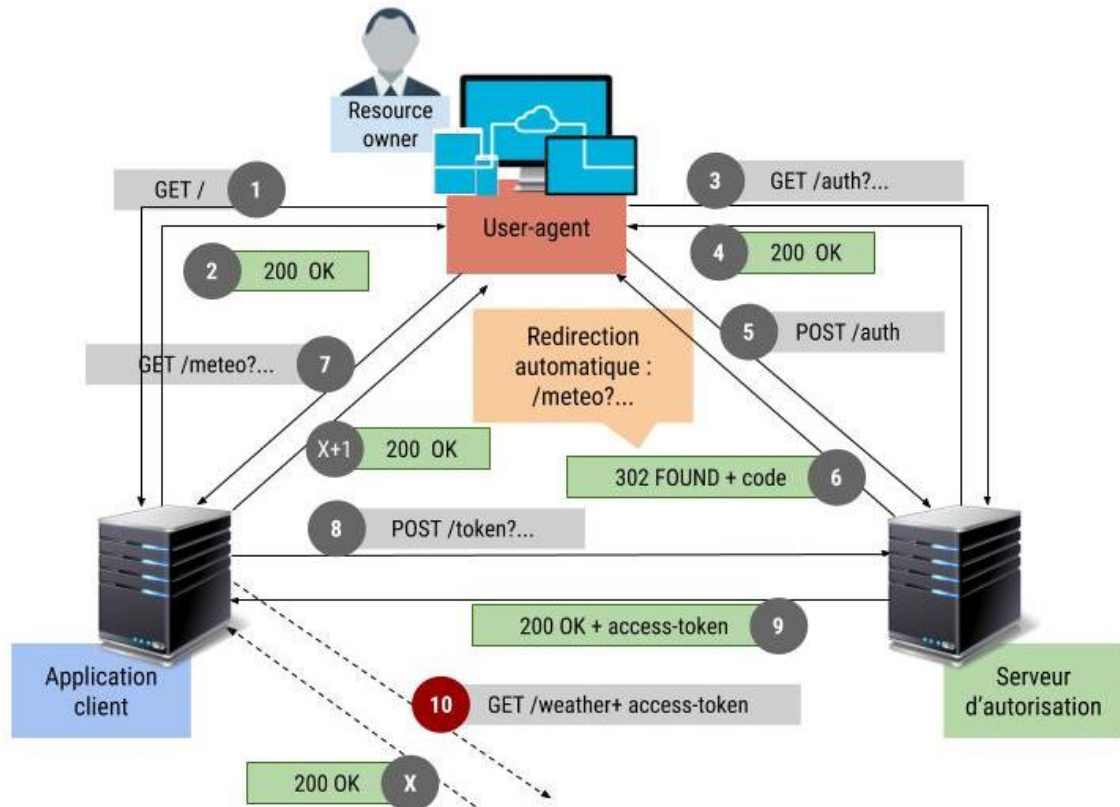 Resource
owner
GET /
1
3
GET /auth?...
User-agent
2
200 OK
4
200 OK
5
POST /auth
Redirection
automatique :
/meteo?...
GET /meteo?...
7
X+1
200 OK
302 FOUND + code
6
8
POST /token?...
200 OK + access-token
9
Application
client
Serveur
d'autorisation
10
GET /weather+ access-token
200 OK
X